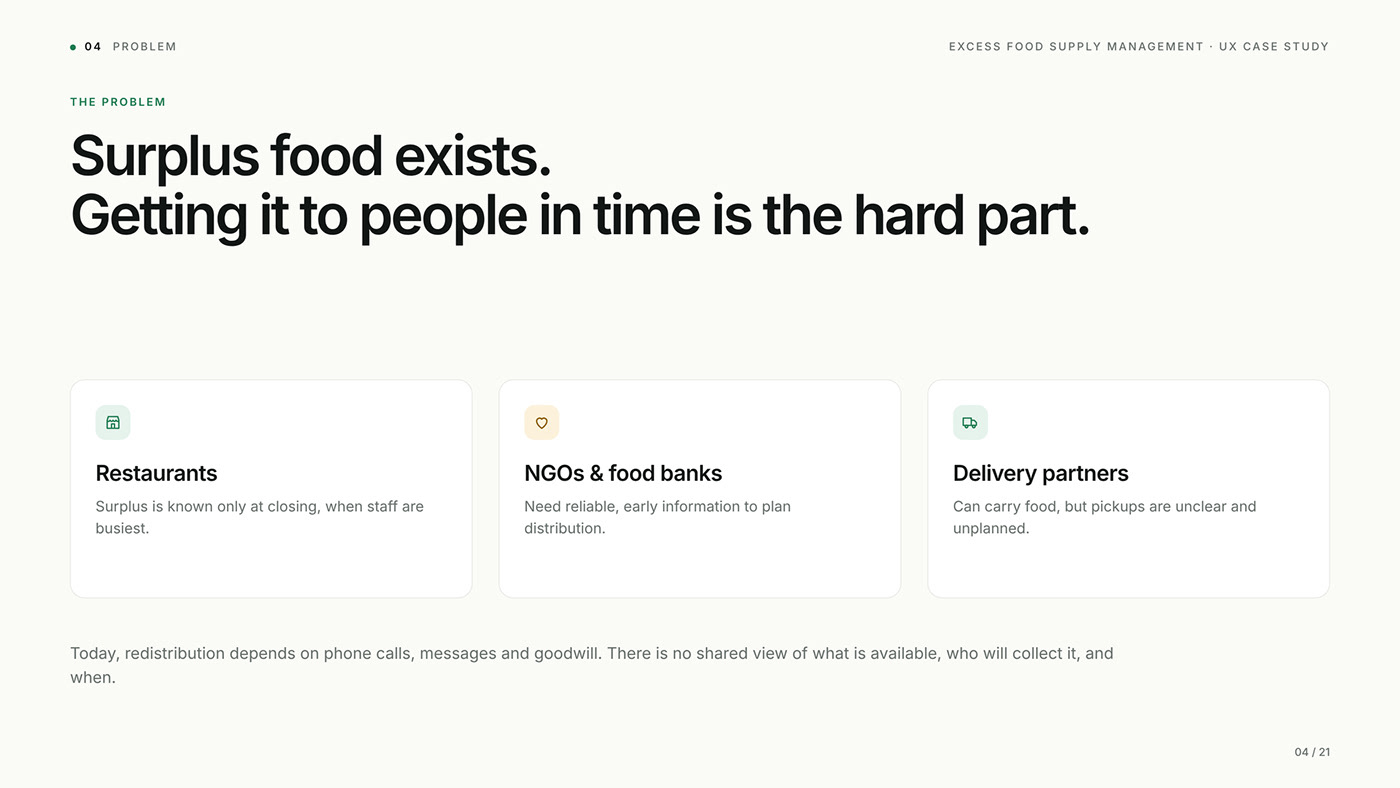 04 PROBLEM
EXCESS FOOD SUPPLY MANAGEMENT · UX CASE STUDY
THE PROBLEM
Surplus food exists.
Getting it to people in time is the hard part.
Restaurants
Surplus is known only at closing, when staff are
busiest.
NGOs & food banks
Need reliable, early information to plan
distribution.
Delivery partners
Can carry food, but pickups are unclear and
unplanned.
Today, redistribution depends on phone calls, messages and goodwill. There is no shared view of what is available, who will collect it, and
when.
04 / 21